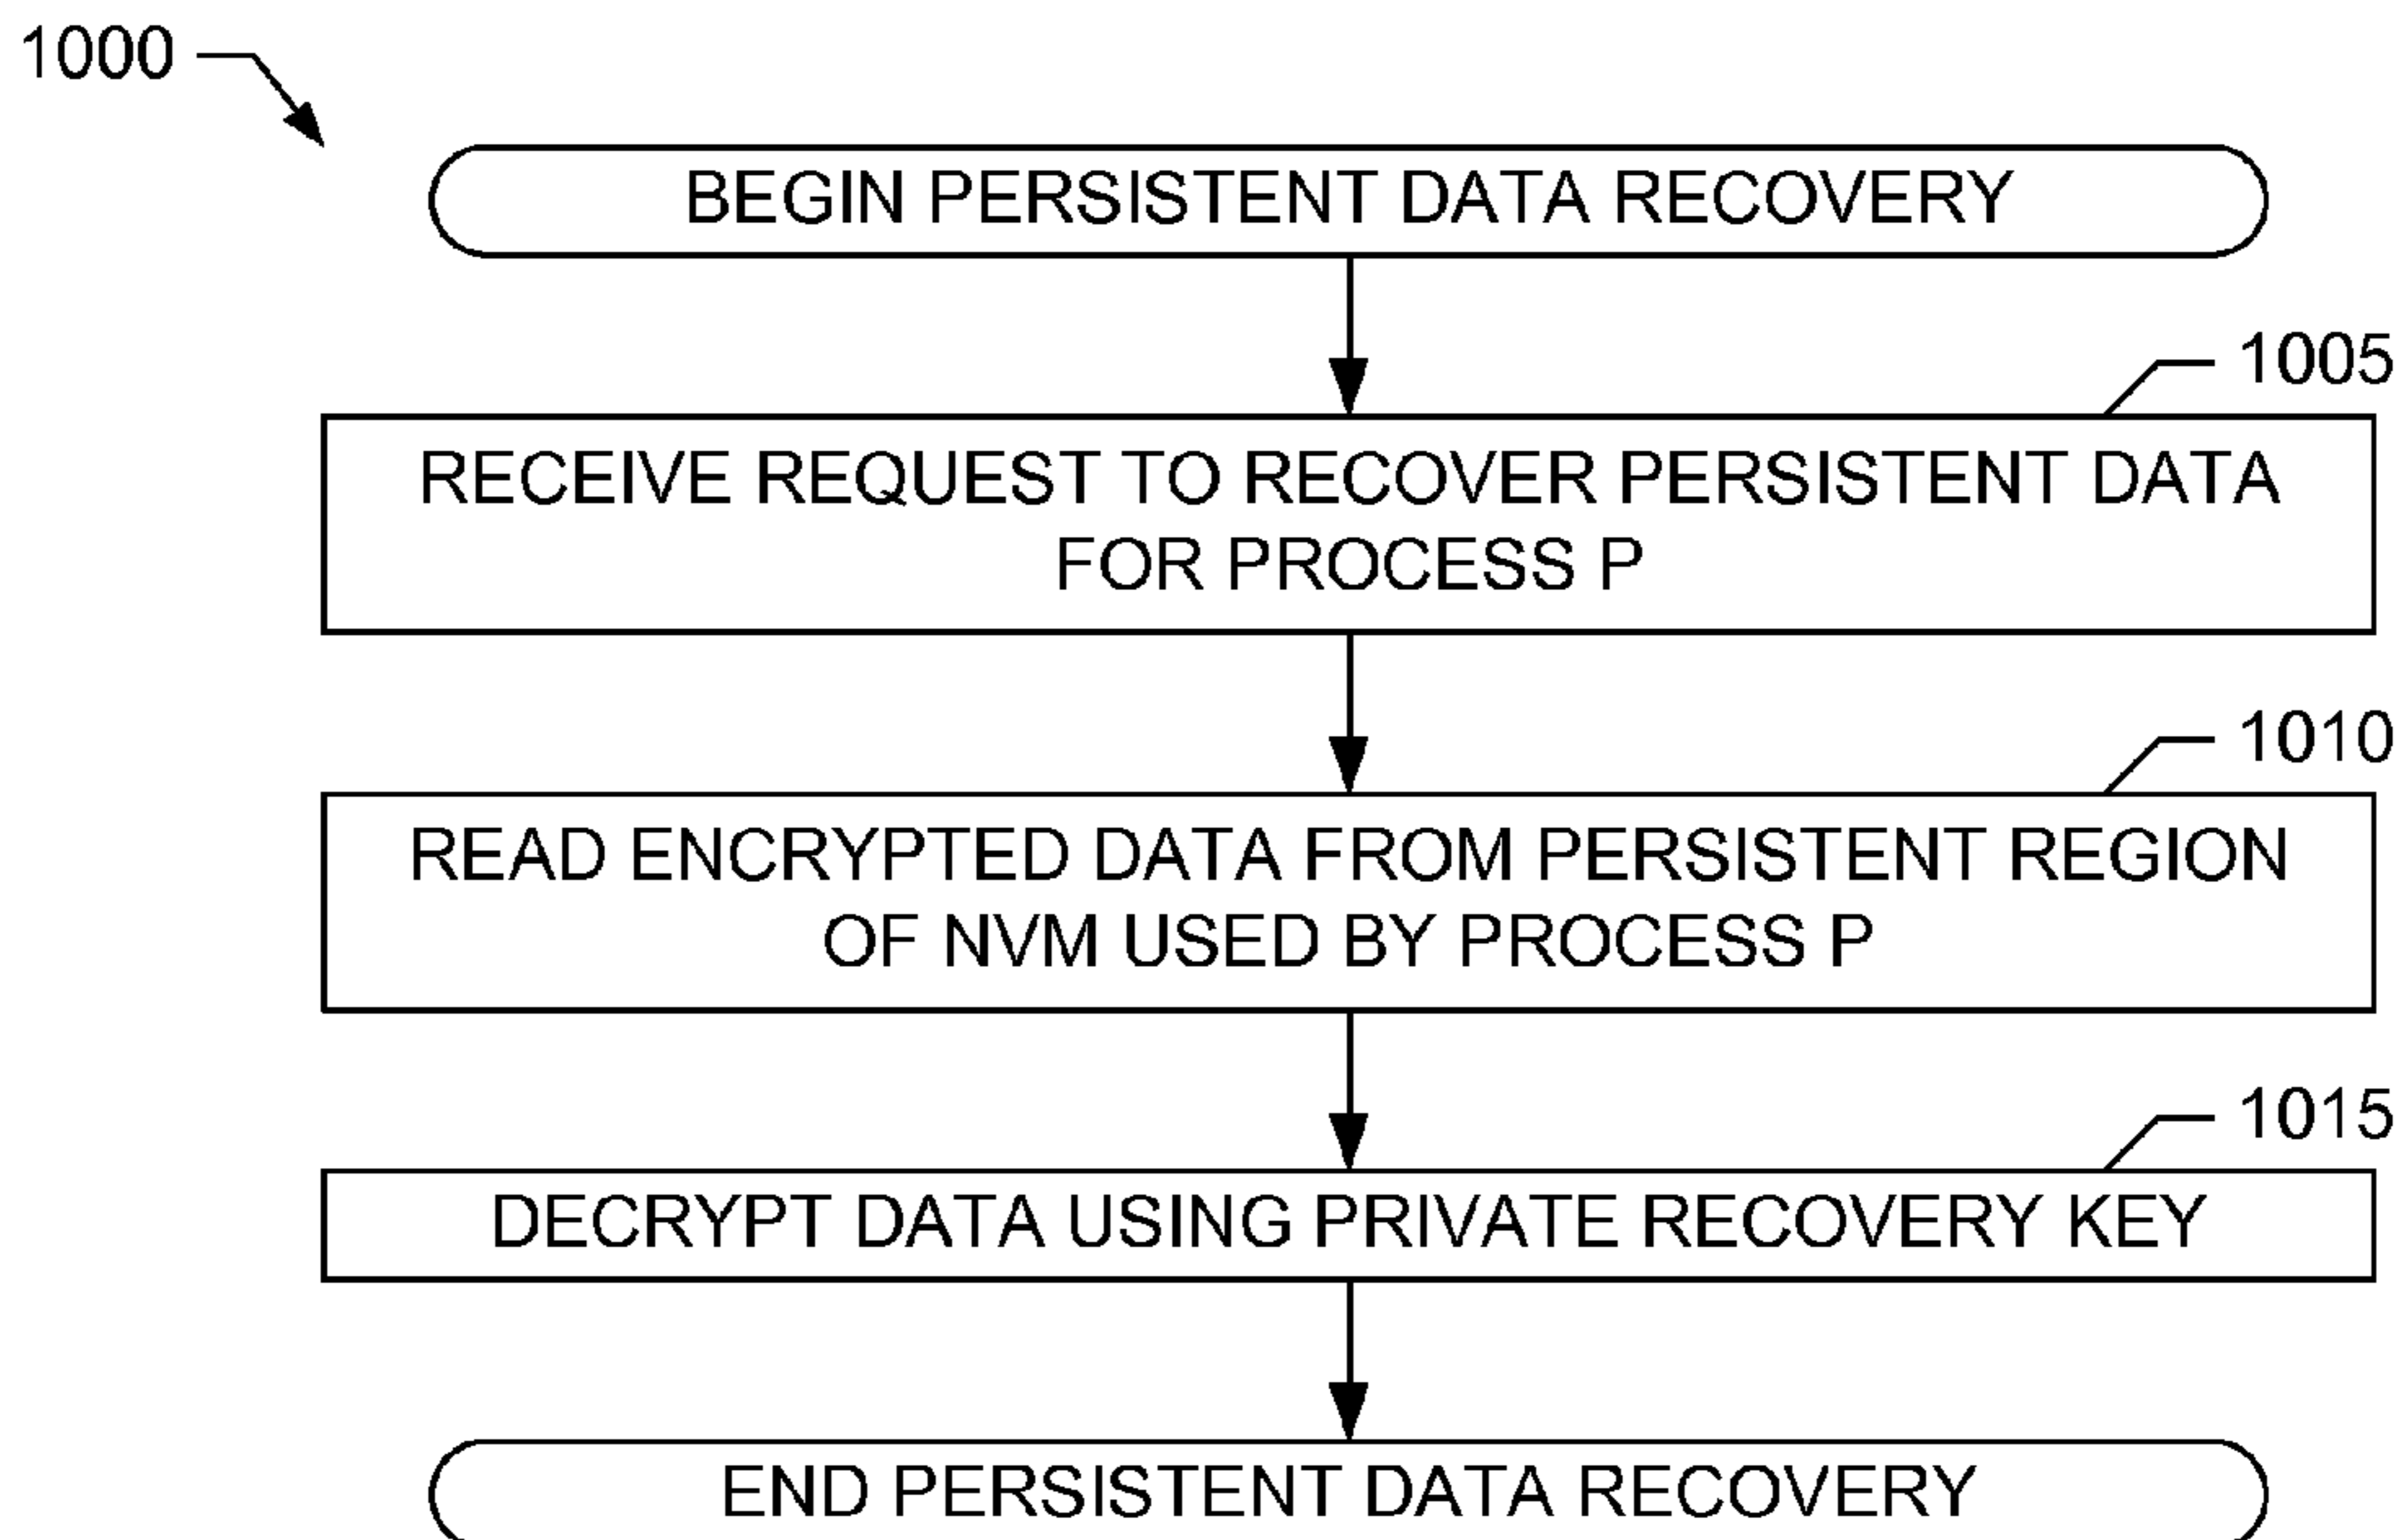 1000
BEGIN PERSISTENT DATA RECOVERY
1005
RECEIVE REQUEST TO RECOVER PERSISTENT DATA
FOR PROCESS P
1010
READ ENCRYPTED DATA FROM PERSISTENT REGION
OF NVM USED BY PROCESS P
1015
DECRYPT DATA USING PRIVATE RECOVERY KEY
END PERSISTENT DATA RECOVERY